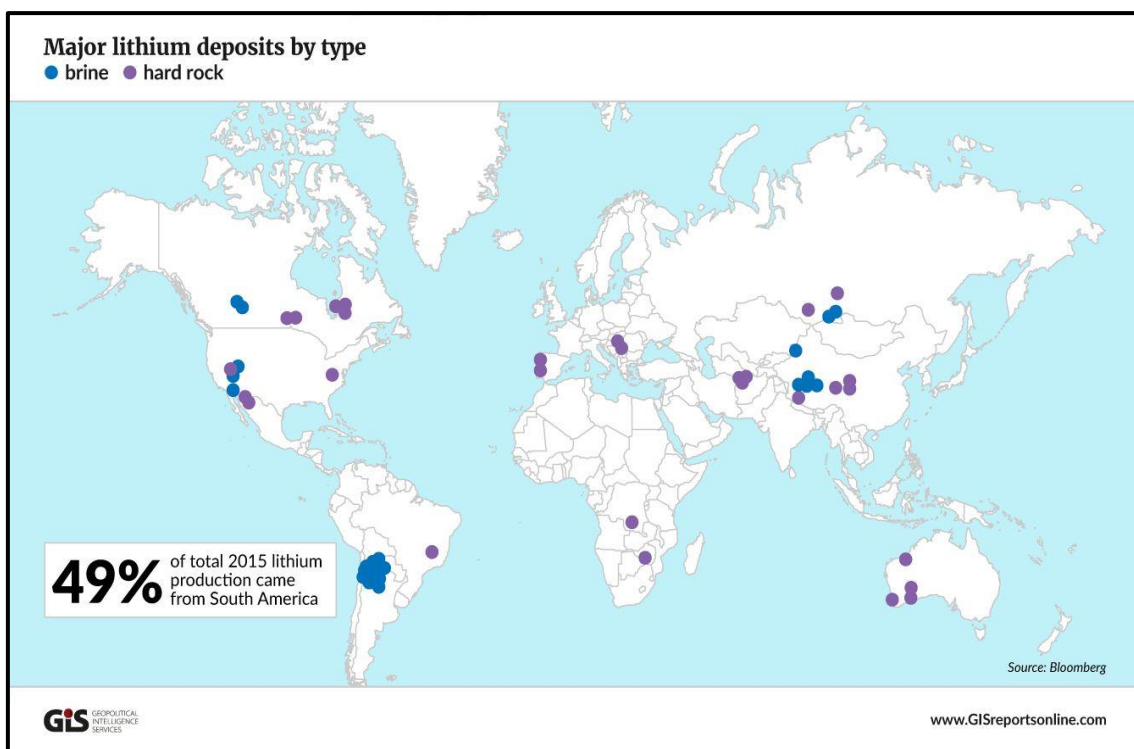 Major lithium deposits by type
brine hard rock
49%
of total 2015 lithium
production came
from South America
Source: Bloomberg
GIS
GEOPOLITICAL
INTELLIGENCE
SERVICES
www.GISreportsonline.com